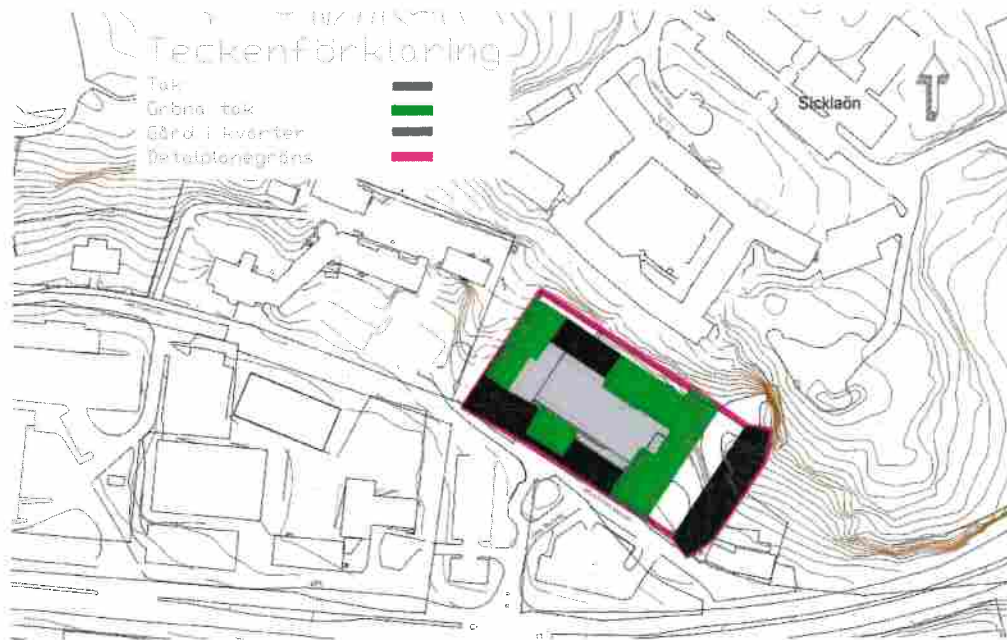 Teckenförklaring
Tak
Gröna tak
Gård i kvarter
Detaljplanegräns
Sicklaön